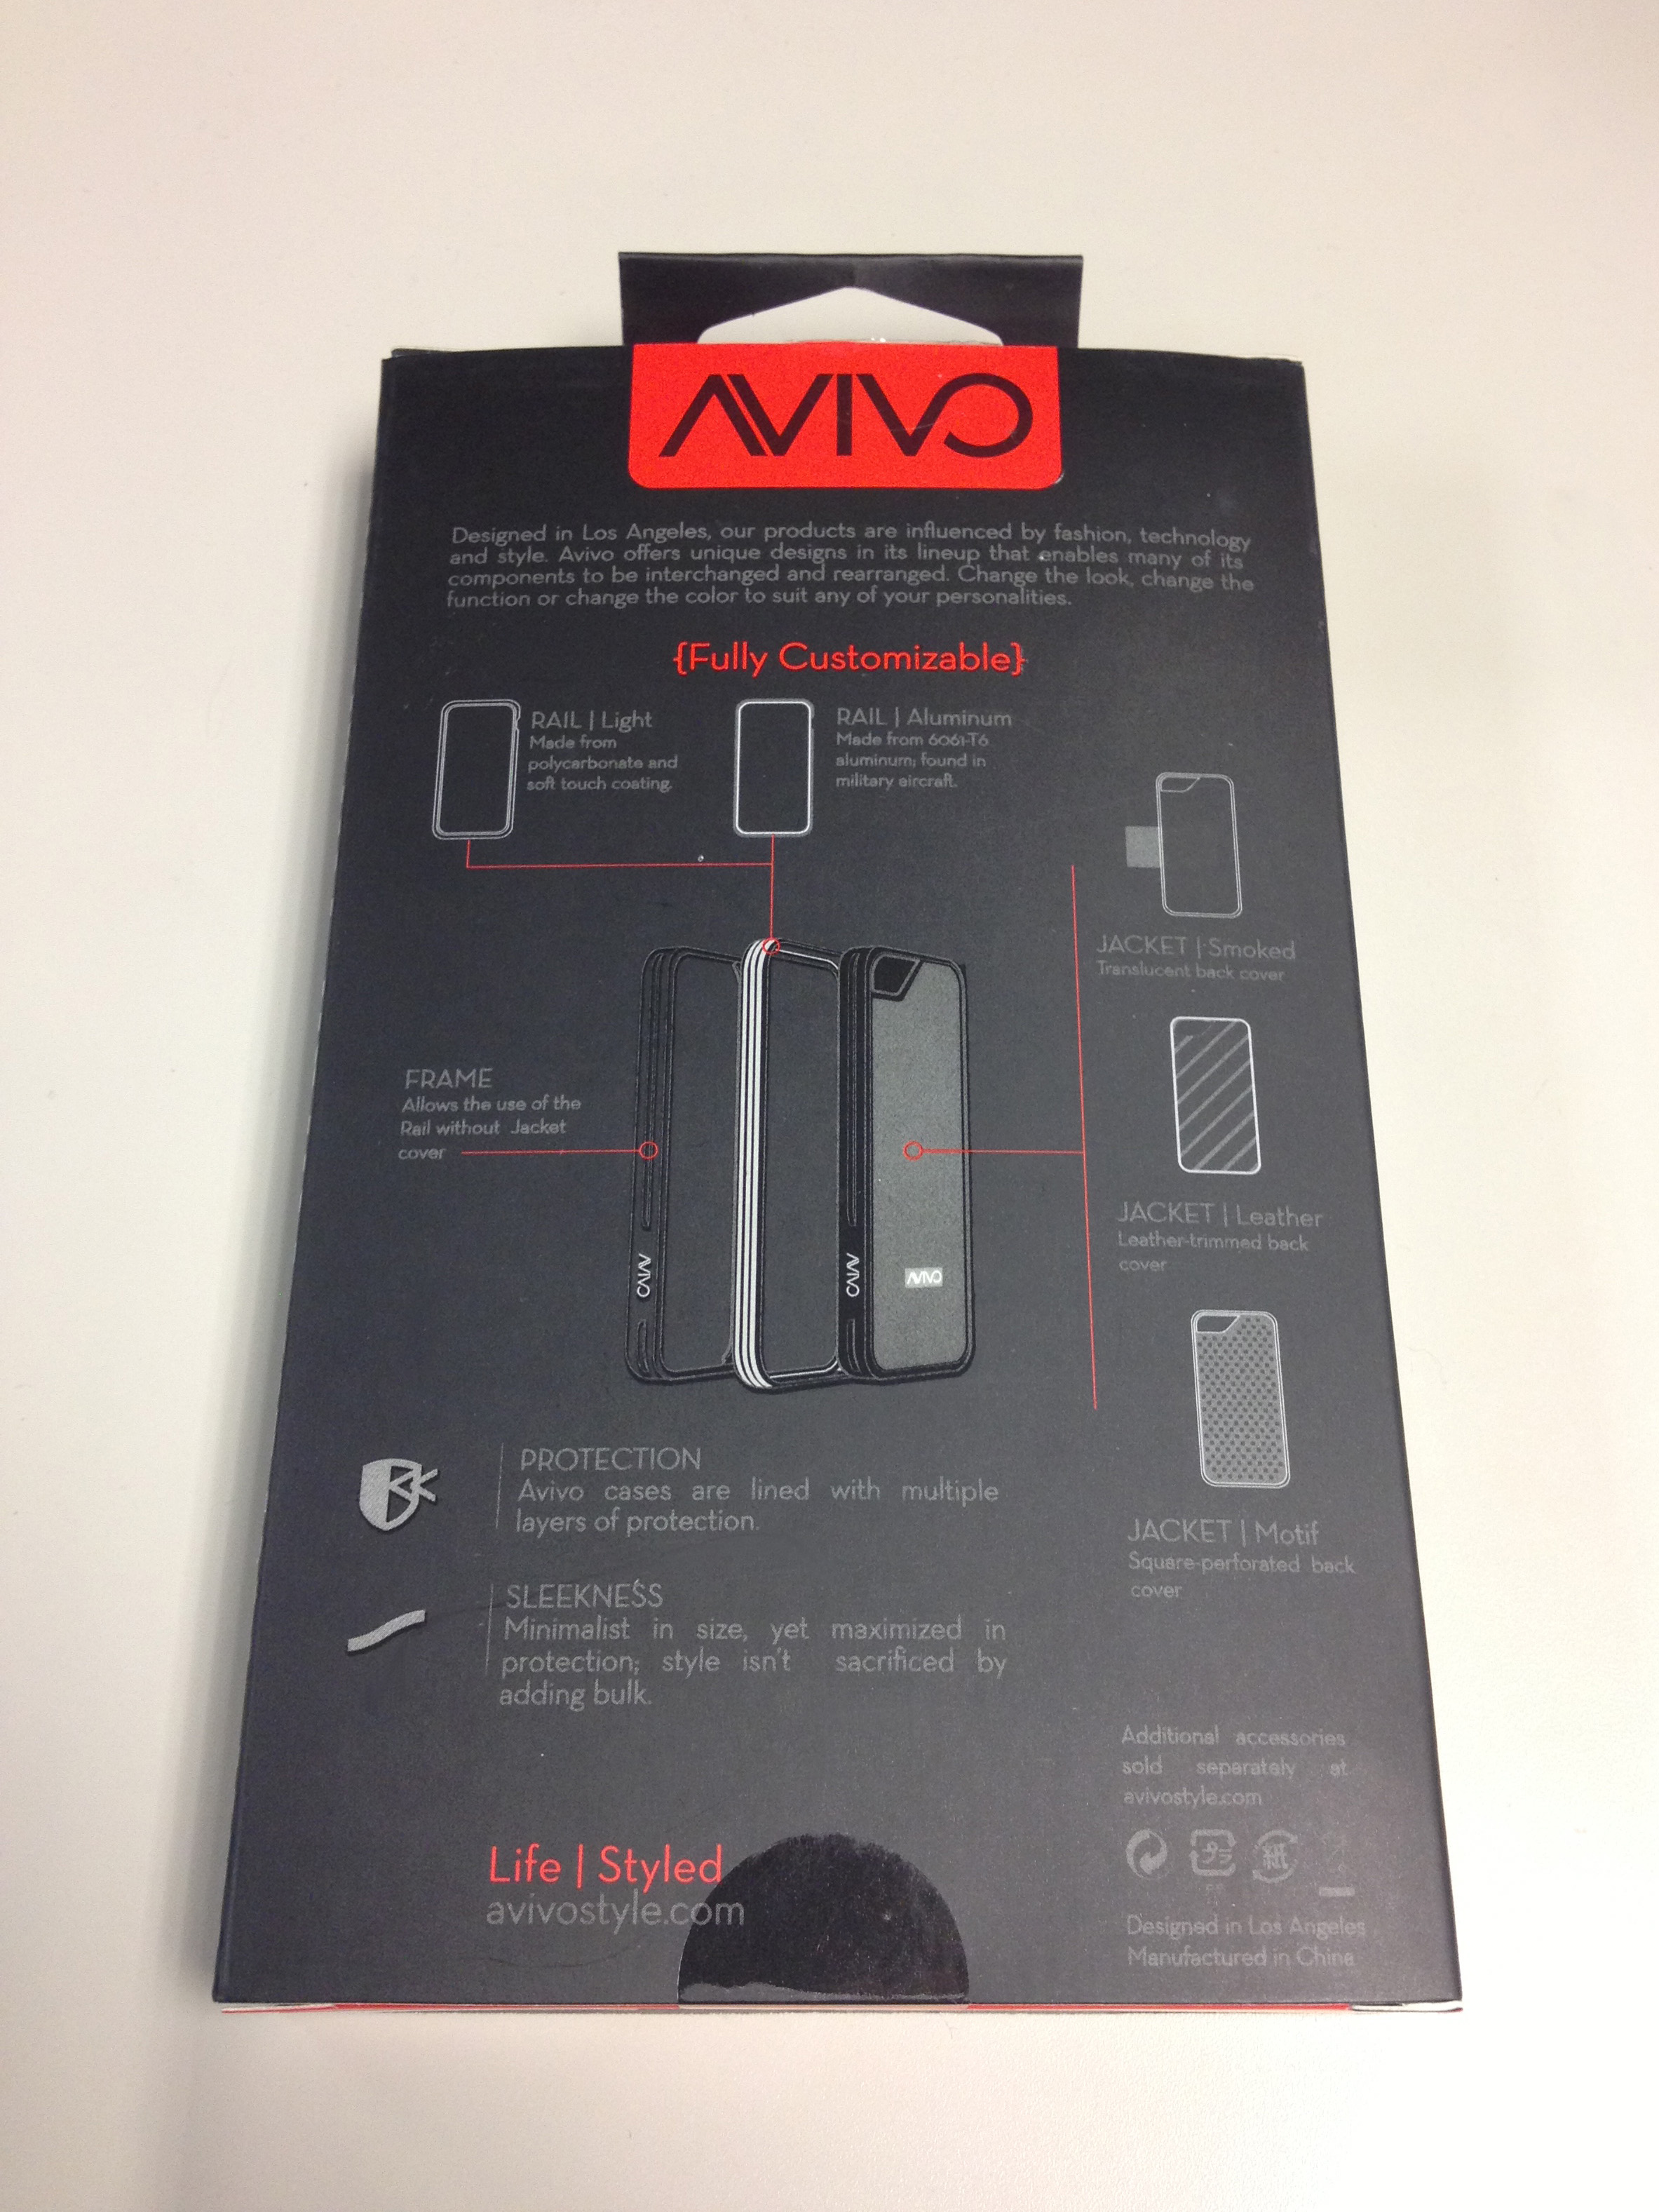 AVIVO
Designed in Los Angeles, our products are influenced by fashion, technology
and style. Avivo offers unique designs in its lineup that enables many of its
components to be interchanged and rearranged. Change the look, change the
function or change the color to suit any of your personalities.
{Fully Customizable}
RAIL | Light
Made from
polycarbonate and
soft touch coating.
RAIL | Aluminum
Made from 6061-T6
aluminum; found in
military aircraft.
JACKET | Smoked
Translucent back cover
FRAME
Allows the use of the
Rail without Jacket
cover
JACKET | Leather
Leather-trimmed back
cover
AVIVO
AVIVO
AVIVO
JACKET | Motif
Square-perforated back
cover
PROTECTION
Avivo cases are lined with multiple
layers of protection.
SLEEKNESS
Minimalist in size, yet maximized in
protection; style isn't sacrificed by
adding bulk.
Additional accessories
sold separately at
avivostyle.com
プラ
紙
Life | Styled
avivostyle.com
Designed in Los Angeles
Manufactured in China